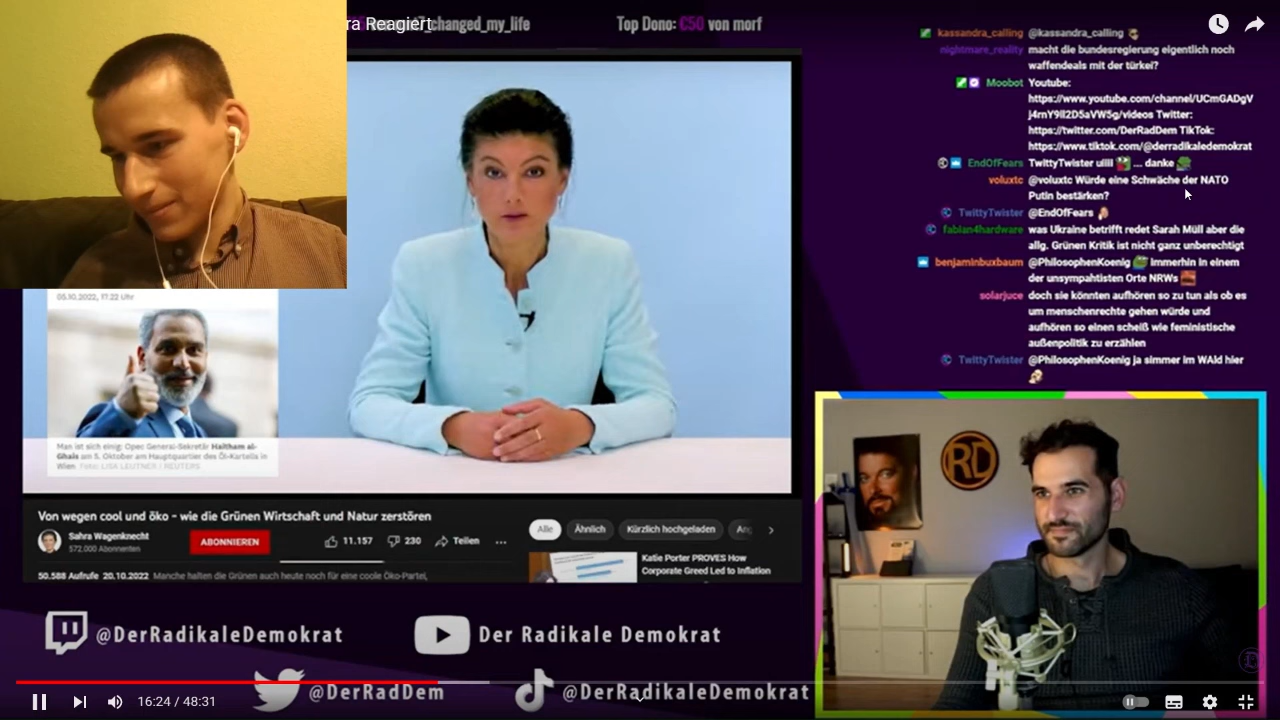 ra Reagiert
_changed_my_life
Top Dono: €50 von morf
kassandra_calling @kassandra_calling
nightmare_reality macht die bundesregierung eigentlich noch
waffendeals mit der türkei?
Moobot Youtube:
https://www.youtube.com/channel/UCmGADgV
j4rnY9Il2D5aVW5g/videos Twitter:
https://twitter.com/DerRadDem TikTok:
https://www.tiktok.com/@derradikaledemokrat
EndOfFears TwittyTwister uiiii ... danke
voluxtc @voluxtc Würde eine Schwäche der NATO
Putin bestärken?
TwittyTwister @EndOfFears
fabian4hardware was Ukraine betrifft redet Sarah Müll aber die
allg. Grünen Kritik ist nicht ganz unberechtigt
benjaminbuxbaum @PhilosophenKoenig Immerhin in einem
der unsympahtisten Orte NRWs
solarjuce doch sie könnten aufhören so zu tun als ob es
um menschenrechte gehen würde und
aufhören so einen scheiß wie feministische
außenpolitik zu erzählen
TwittyTwister @PhilosophenKoenig ja simmer im WAld hier
05.10.2022, 17.22 Uhr
Man ist sich einig: Opec General-Sekretär Haitham al-
Ghais am 5. Oktober am Hauptquartier des Öl-Kartells in
Wien Foto: LISA LEUTNER / REUTERS
RD
Von wegen cool und öko – wie die Grünen Wirtschaft und Natur zerstören
Sahra Wagenknecht
572.000 Abonnenten
ABONNIEREN
11.157
230
Teilen
Alle
Ähnlich
Kürzlich hochgeladen
50.588 Aufrufe 20.10.2022 Manche halten die Grünen auch heute noch für eine coole Öko-Partei,
Katie Porter PROVES How
Corporate Greed Led to Inflation
@DerRadikaleDemokrat
Der Radikale Demokrat
@DerRadDem
@DerRadikaleDemokrat
16:24 / 48:31